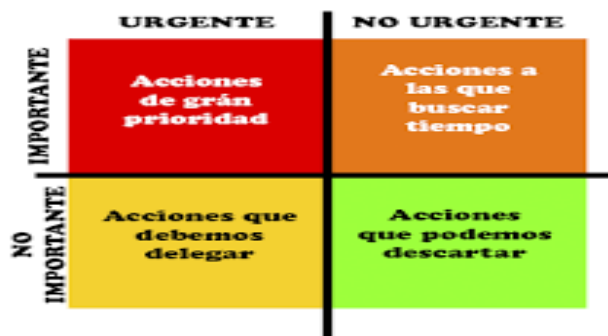 URGENTE
NO URGENTE
IMPORTANTE
Acciones
de grán
prioridad
Acciones a
las que
buscar
tiempo
NO
IMPORTANTE
Acciones que
debemos
delegar
Acciones
que podemos
descartar